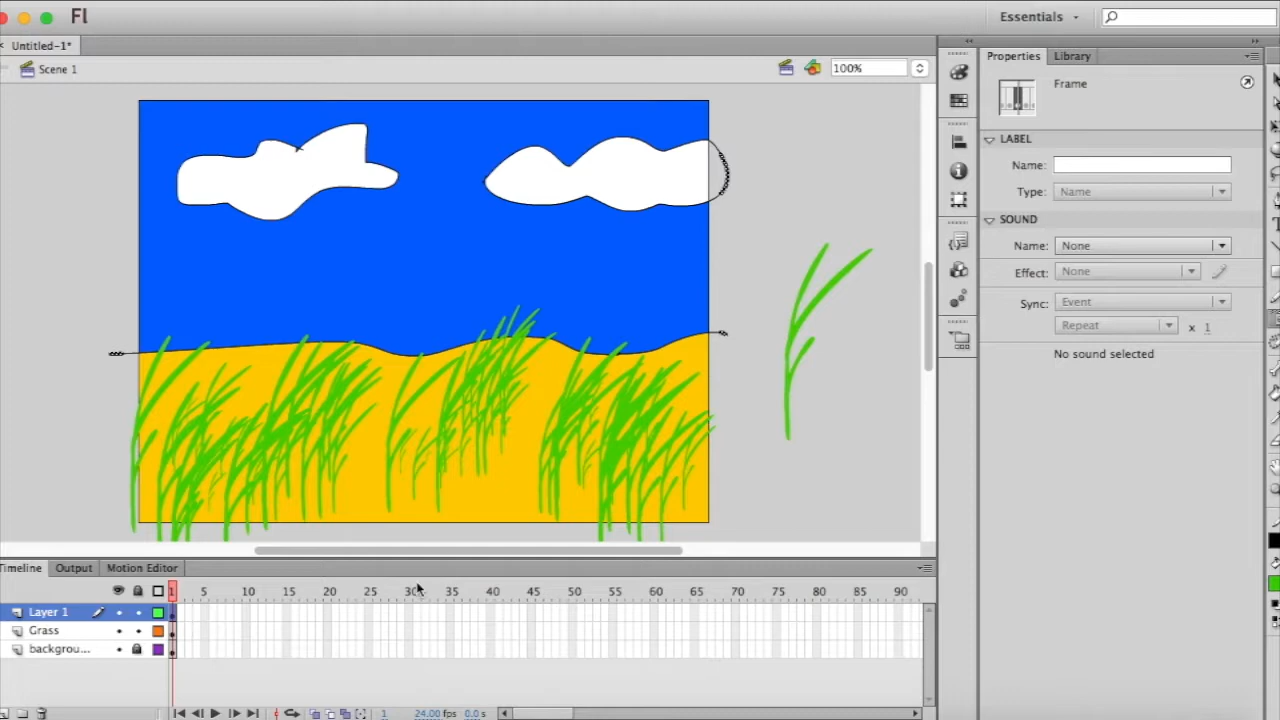 Fl
Essentials
Untitled-1*
Scene 1
100%
Properties
Library
Frame
LABEL
Name:
Type: Name
SOUND
Name: None
Effect: None
Sync: Event
Repeat x 1
No sound selected
Timeline Output Motion Editor
1 5 10 15 20 25 30 35 40 45 50 55 60 65 70 75 80 85 90
Layer 1
Grass
backgrou...
1 24.00 fps 0.0 s